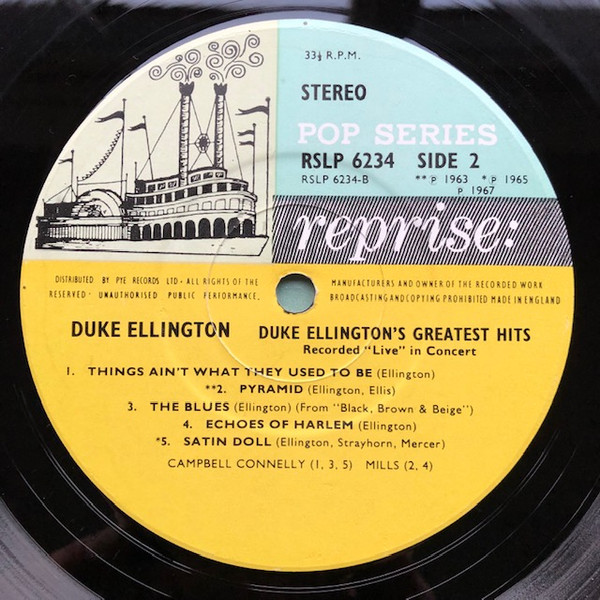 33⅓ R.P.M.
STEREO
POP SERIES
RSLP 6234 SIDE 2
RSLP 6234-B **℗ 1963 *℗ 1965
℗ 1967
reprise:
DISTRIBUTED BY PYE RECORDS LTD · ALL RIGHTS OF THE MANUFACTURERS AND OWNER OF THE RECORDED WORK
RESERVED · UNAUTHORISED PUBLIC PERFORMANCE. BROADCASTING AND COPYING PROHIBITED MADE IN ENGLAND
DUKE ELLINGTON DUKE ELLINGTON'S GREATEST HITS
Recorded "Live" in Concert
1. THINGS AIN'T WHAT THEY USED TO BE (Ellington)
**2. PYRAMID (Ellington, Ellis)
3. THE BLUES (Ellington) (From "Black, Brown & Beige")
4. ECHOES OF HARLEM (Ellington)
*5. SATIN DOLL (Ellington, Strayhorn, Mercer)
CAMPBELL CONNELLY (1, 3, 5) MILLS (2, 4)